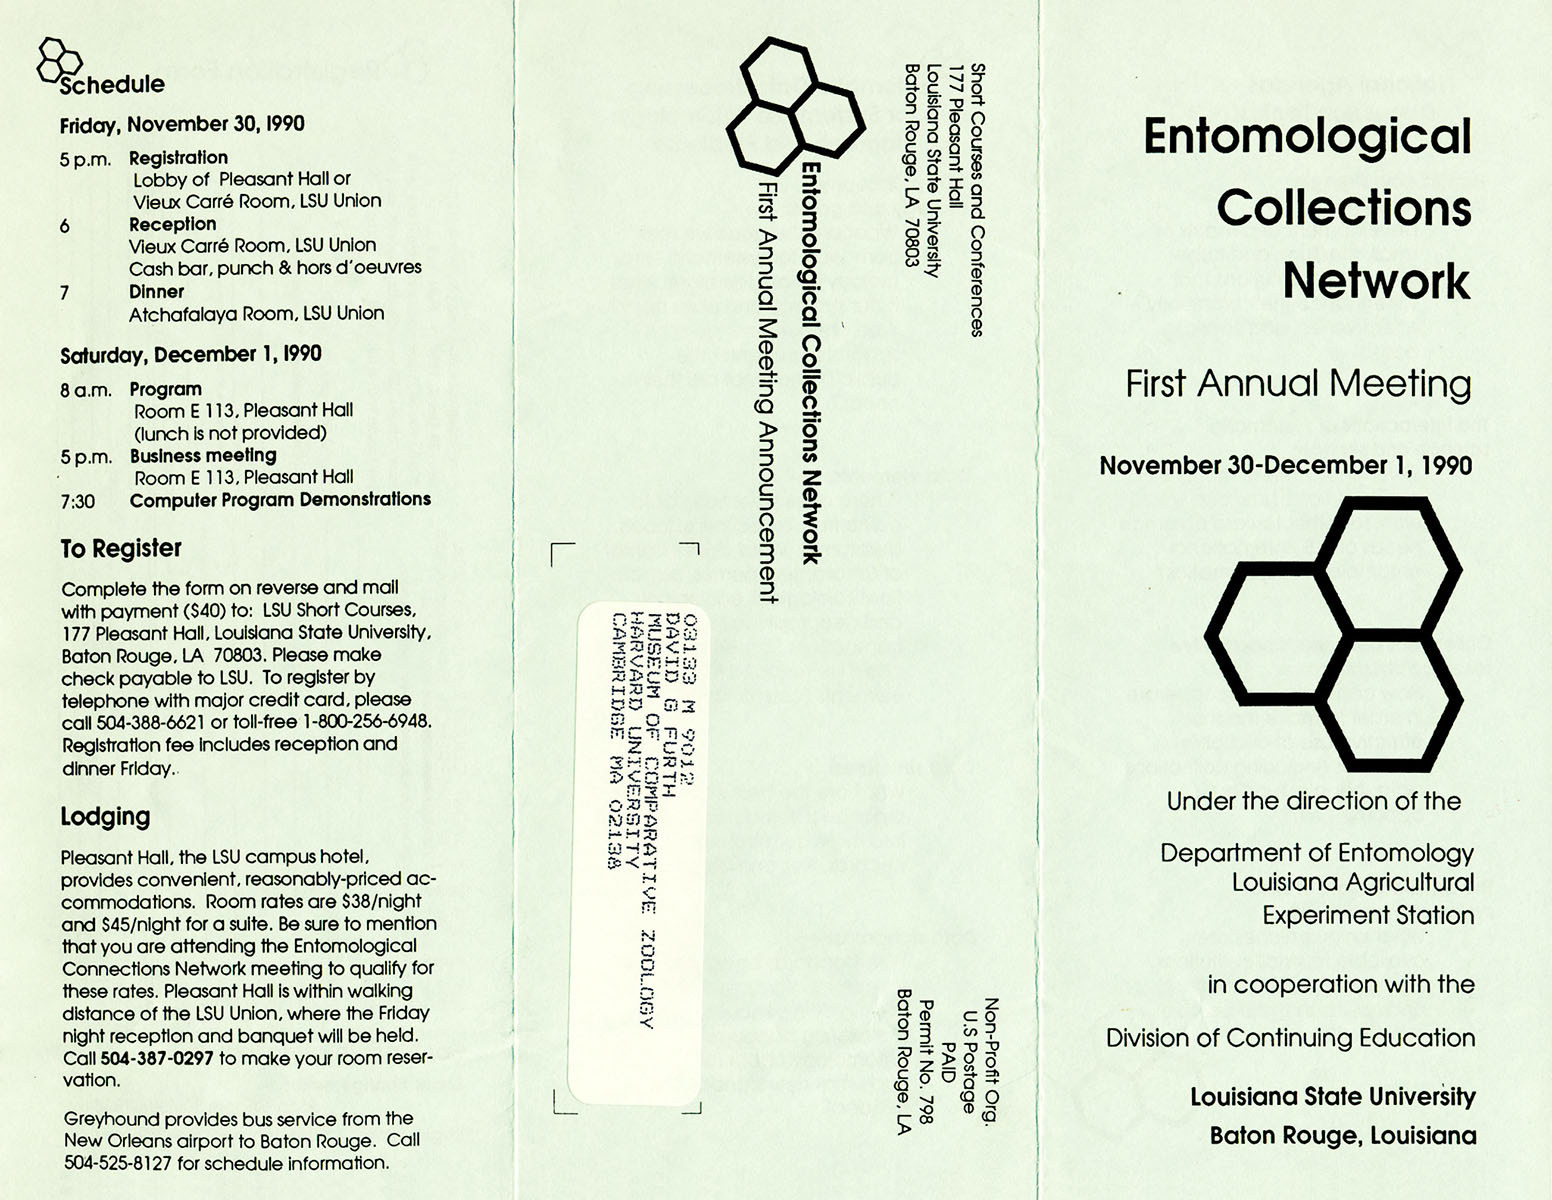 Schedule
Friday, November 30, 1990
5 p.m. Registration
Lobby of Pleasant Hall or
Vieux Carré Room, LSU Union
6 Reception
Vieux Carré Room, LSU Union
Cash bar, punch & hors d'oeuvres
7 Dinner
Atchafalaya Room, LSU Union
Saturday, December 1, 1990
8 a.m. Program
Room E 113, Pleasant Hall
(lunch is not provided)
5 p.m. Business meeting
Room E 113, Pleasant Hall
7:30 Computer Program Demonstrations
To Register
Complete the form on reverse and mail
with payment ($40) to: LSU Short Courses,
177 Pleasant Hall, Louisiana State University,
Baton Rouge, LA 70803. Please make
check payable to LSU. To register by
telephone with major credit card, please
call 504-388-6621 or toll-free 1-800-256-6948.
Registration fee includes reception and
dinner Friday.
Lodging
Pleasant Hall, the LSU campus hotel,
provides convenient, reasonably-priced ac-
commodations. Room rates are $38/night
and $45/night for a suite. Be sure to mention
that you are attending the Entomological
Connections Network meeting to qualify for
these rates. Pleasant Hall is within walking
distance of the LSU Union, where the Friday
night reception and banquet will be held.
Call 504-387-0297 to make your room reser-
vation.
Greyhound provides bus service from the
New Orleans airport to Baton Rouge. Call
504-525-8127 for schedule information.
Short Courses and Conferences
177 Pleasant Hall
Louisiana State University
Baton Rouge, LA 70803
Entomological Collections Network
First Annual Meeting Announcement
03133 M 9012
DAVID G FURTH
MUSEUM OF COMPARATIVE ZOOLOGY
HARVARD UNIVERSITY
CAMBRIDGE MA 02138
Non-Profit Org.
U.S Postage
PAID
Permit No. 798
Baton Rouge, LA
Entomological
Collections
Network
First Annual Meeting
November 30-December 1, 1990
Under the direction of the
Department of Entomology
Louisiana Agricultural
Experiment Station
in cooperation with the
Division of Continuing Education
Louisiana State University
Baton Rouge, Louisiana